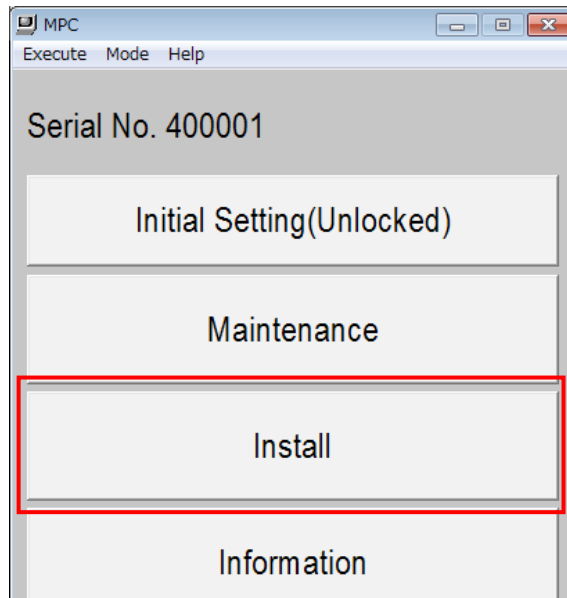 MPC
Execute Mode Help
Serial No. 400001
Initial Setting(Unlocked)
Maintenance
Install
Information